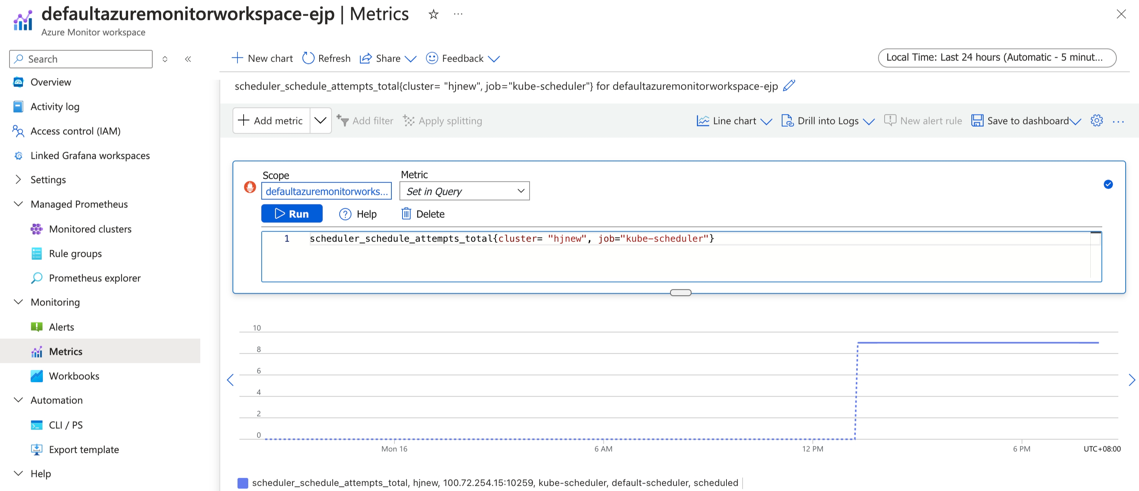 defaultazuremonitorworkspace-ejp | Metrics
Azure Monitor workspace
Search
Overview
Activity log
Access control (IAM)
Linked Grafana workspaces
Settings
Managed Prometheus
Monitored clusters
Rule groups
Prometheus explorer
Monitoring
Alerts
Metrics
Workbooks
Automation
CLI / PS
Export template
Help
New chart Refresh Share Feedback
Local Time: Last 24 hours (Automatic - 5 minut...
scheduler_schedule_attempts_total{cluster= "hjnew", job="kube-scheduler"} for defaultazuremonitorworkspace-ejp
Add metric Add filter Apply splitting Line chart Drill into Logs New alert rule Save to dashboard
Scope Metric
defaultazuremonitorworks... Set in Query
Run Help Delete
1 scheduler_schedule_attempts_total{cluster= "hjnew", job="kube-scheduler"}
10
8
6
4
2
0
Mon 16 6 AM 12 PM 6 PM UTC+08:00
scheduler_schedule_attempts_total, hjnew, 100.72.254.15:10259, kube-scheduler, default-scheduler, scheduled